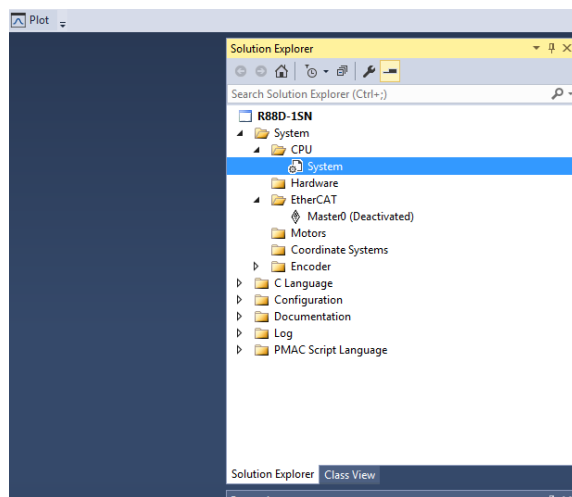 Plot
Solution Explorer
Search Solution Explorer (Ctrl+;)
R88D-1SN
System
CPU
System
Hardware
EtherCAT
Master0 (Deactivated)
Motors
Coordinate Systems
Encoder
C Language
Configuration
Documentation
Log
PMAC Script Language
Solution Explorer Class View